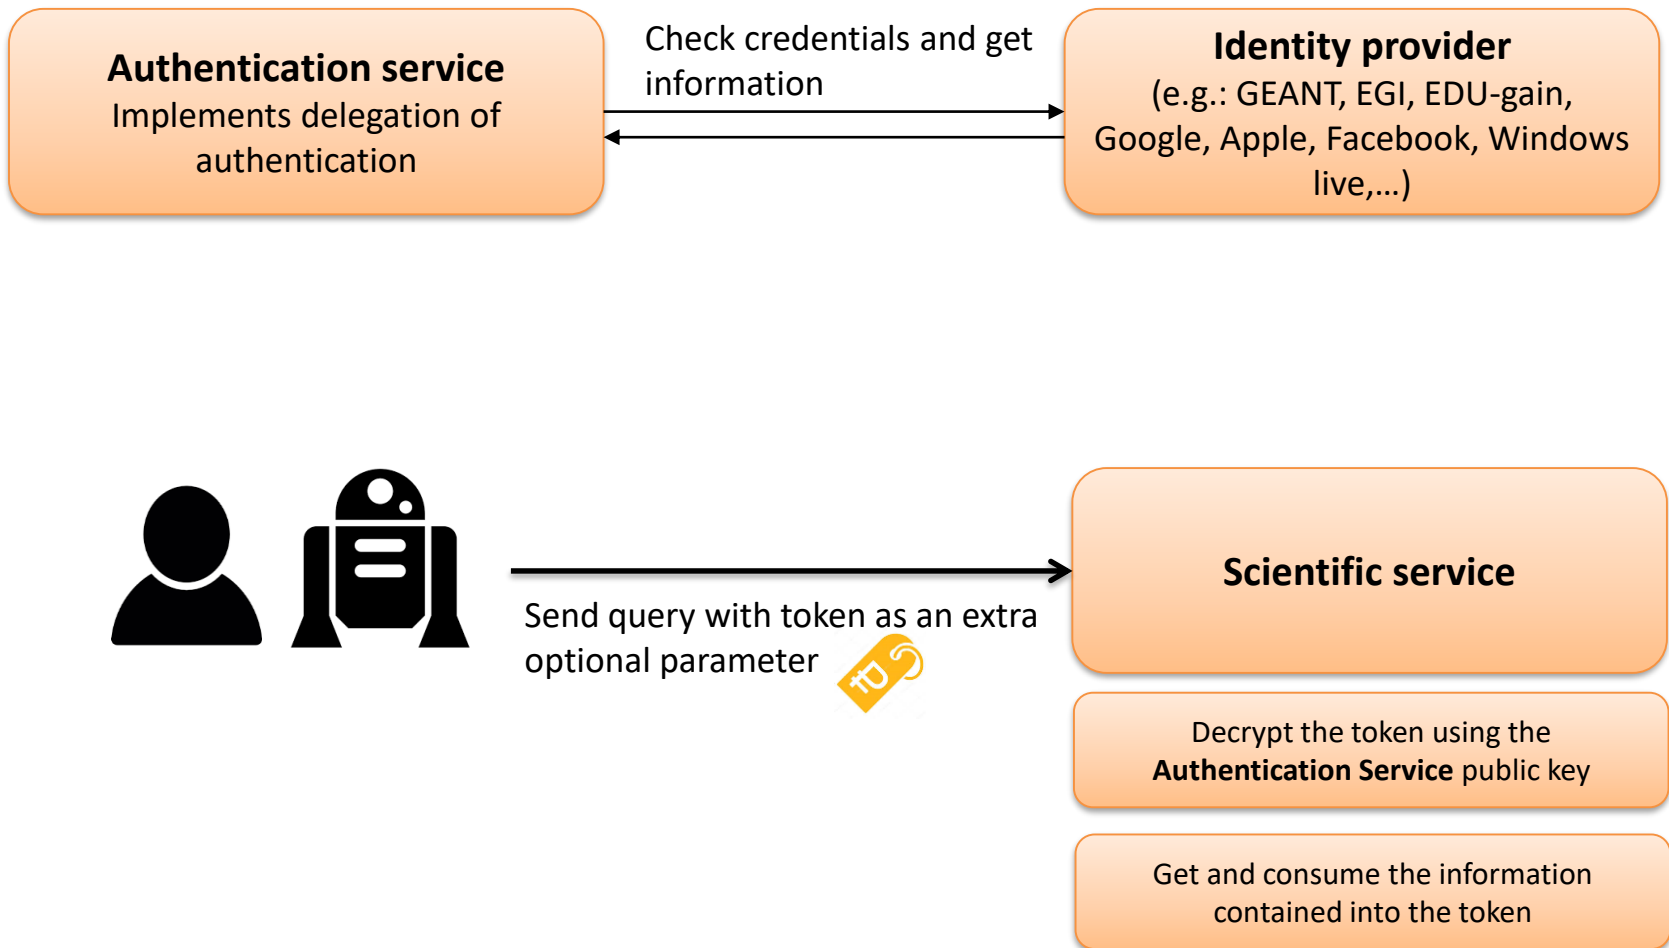 Authentication service
Implements delegation of
authentication
Check credentials and get
information
Identity provider
(e.g.: GEANT, EGI, EDU-gain,
Google, Apple, Facebook, Windows
live,...)
Send query with token as an extra
optional parameter
ID
Scientific service
Decrypt the token using the
Authentication Service public key
Get and consume the information
contained into the token